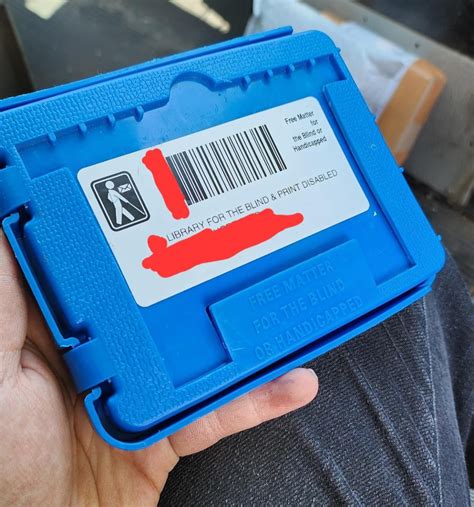 Free Matter
for
the Blind or
Handicapped
LIBRARY FOR THE BLIND & PRINT DISABLED
FREE MATTER
FOR THE BLIND
OR HANDICAPPED